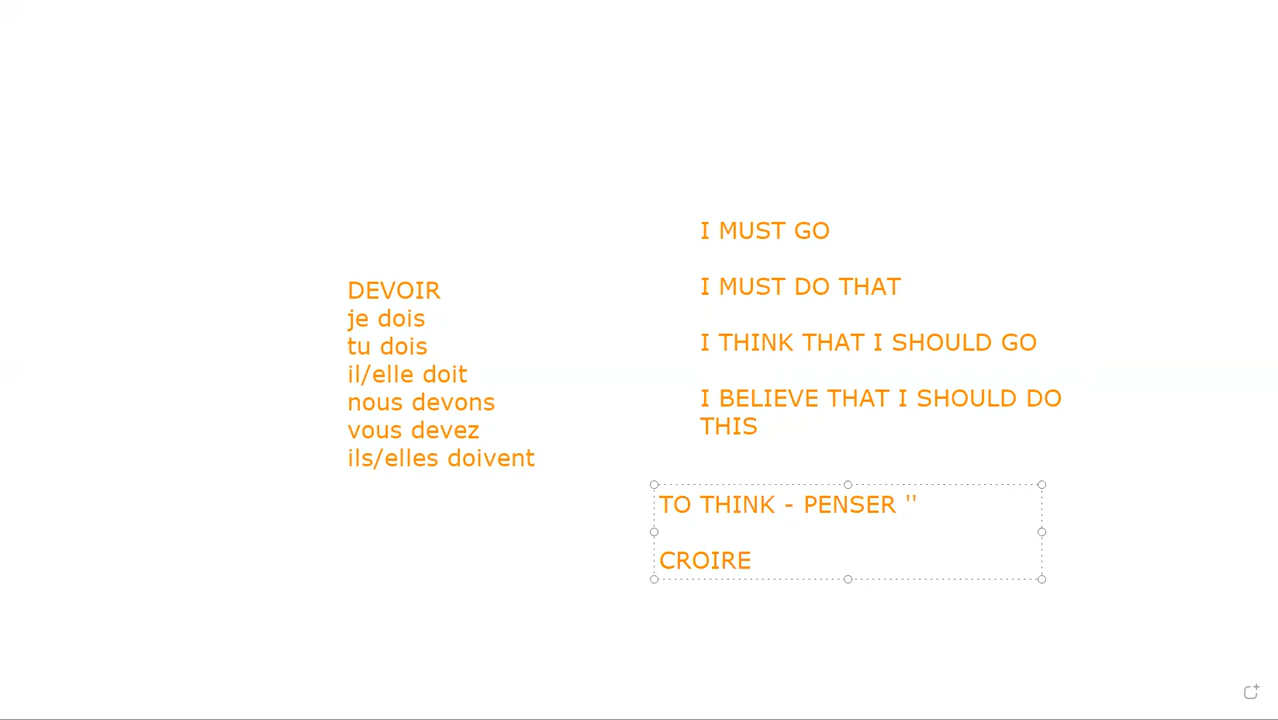 DEVOIR
je dois
tu dois
il/elle doit
nous devons
vous devez
ils/elles doivent
I MUST GO
I MUST DO THAT
I THINK THAT I SHOULD GO
I BELIEVE THAT I SHOULD DO
THIS
TO THINK - PENSER ''
CROIRE